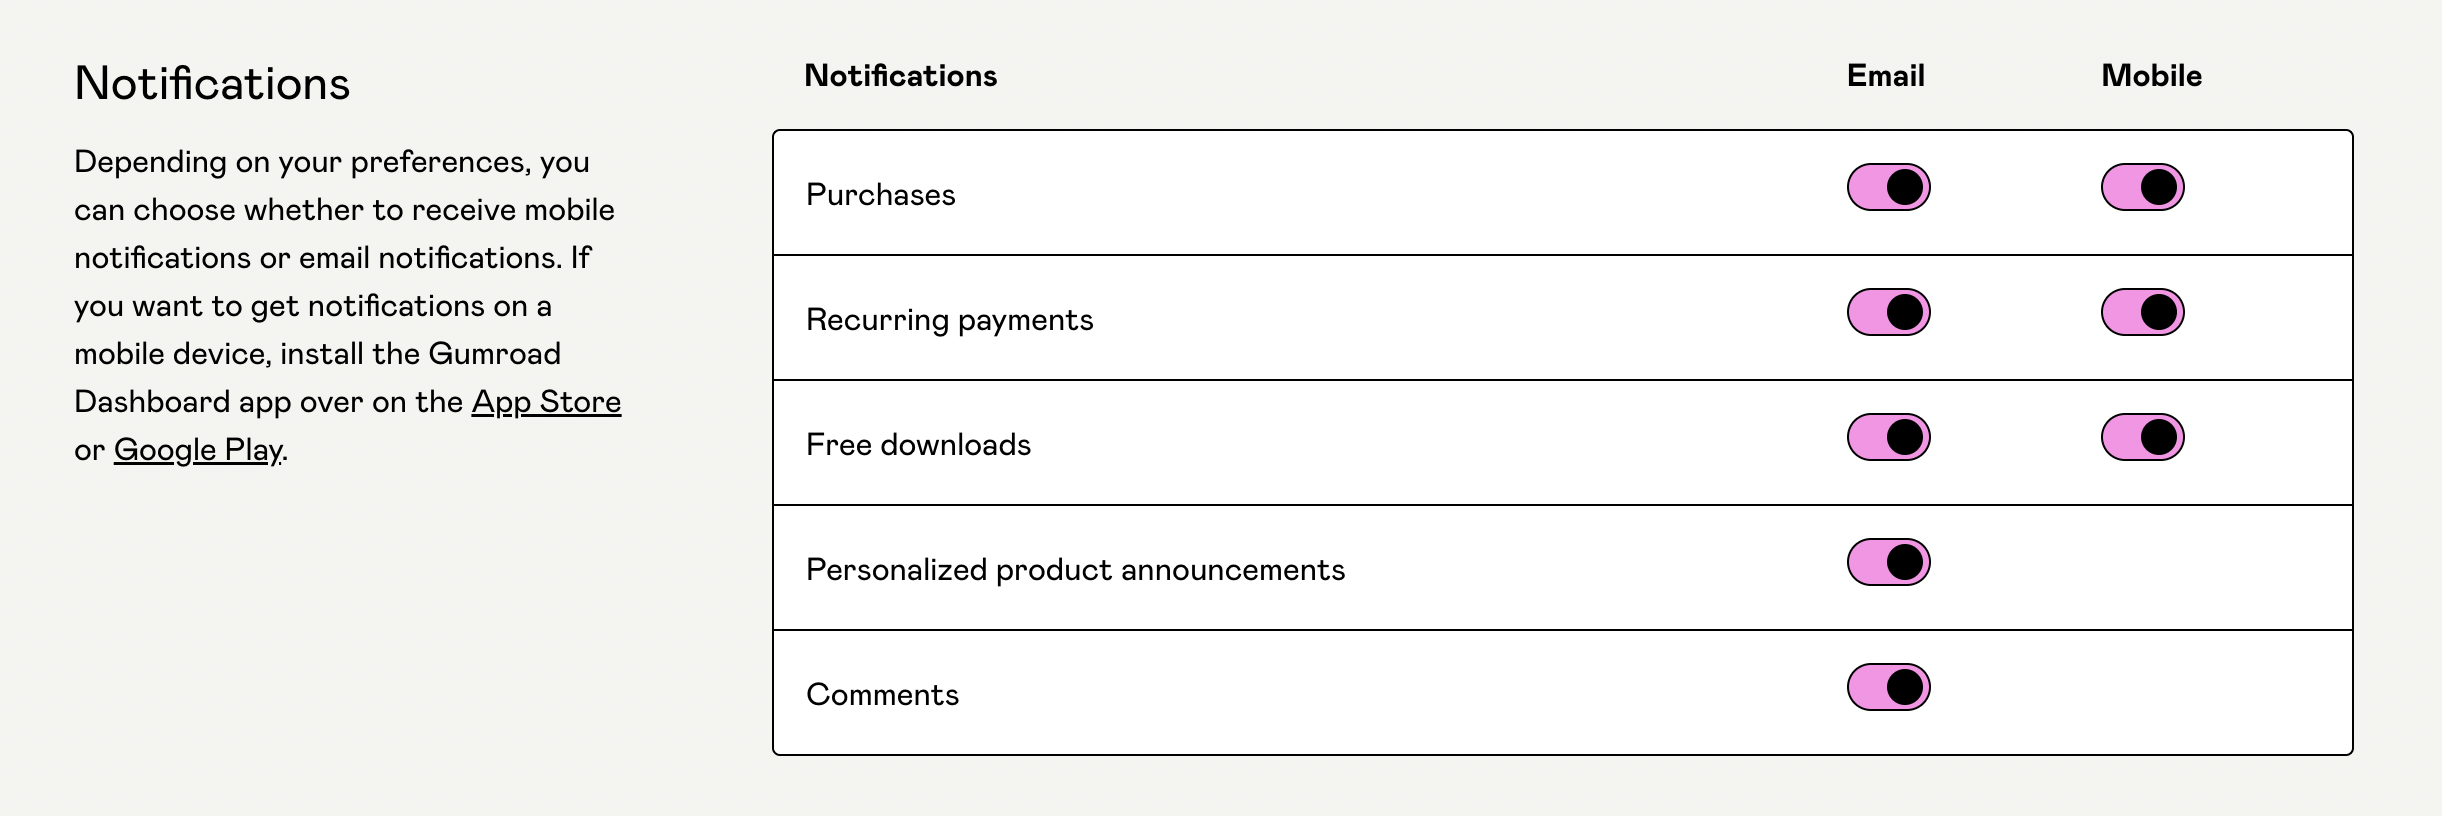 Notifications
Depending on your preferences, you
can choose whether to receive mobile
notifications or email notifications. If
you want to get notifications on a
mobile device, install the Gumroad
Dashboard app over on the App Store
or Google Play.
Notifications Email Mobile
Purchases
Recurring payments
Free downloads
Personalized product announcements
Comments